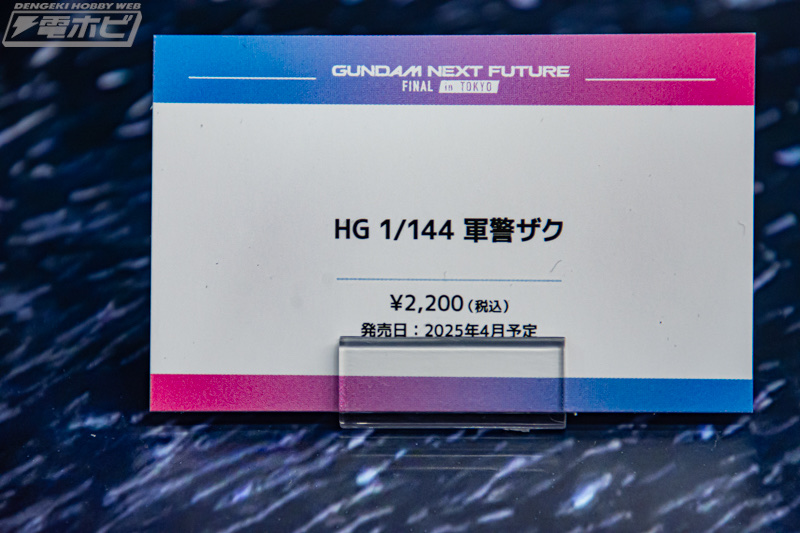 DENGEKI HOBBY WEB
電ホビ
GUNDAM NEXT FUTURE
FINAL in TOKYO
HG 1/144 軍警ザク
¥2,200(税込)
発売日：2025年4月予定